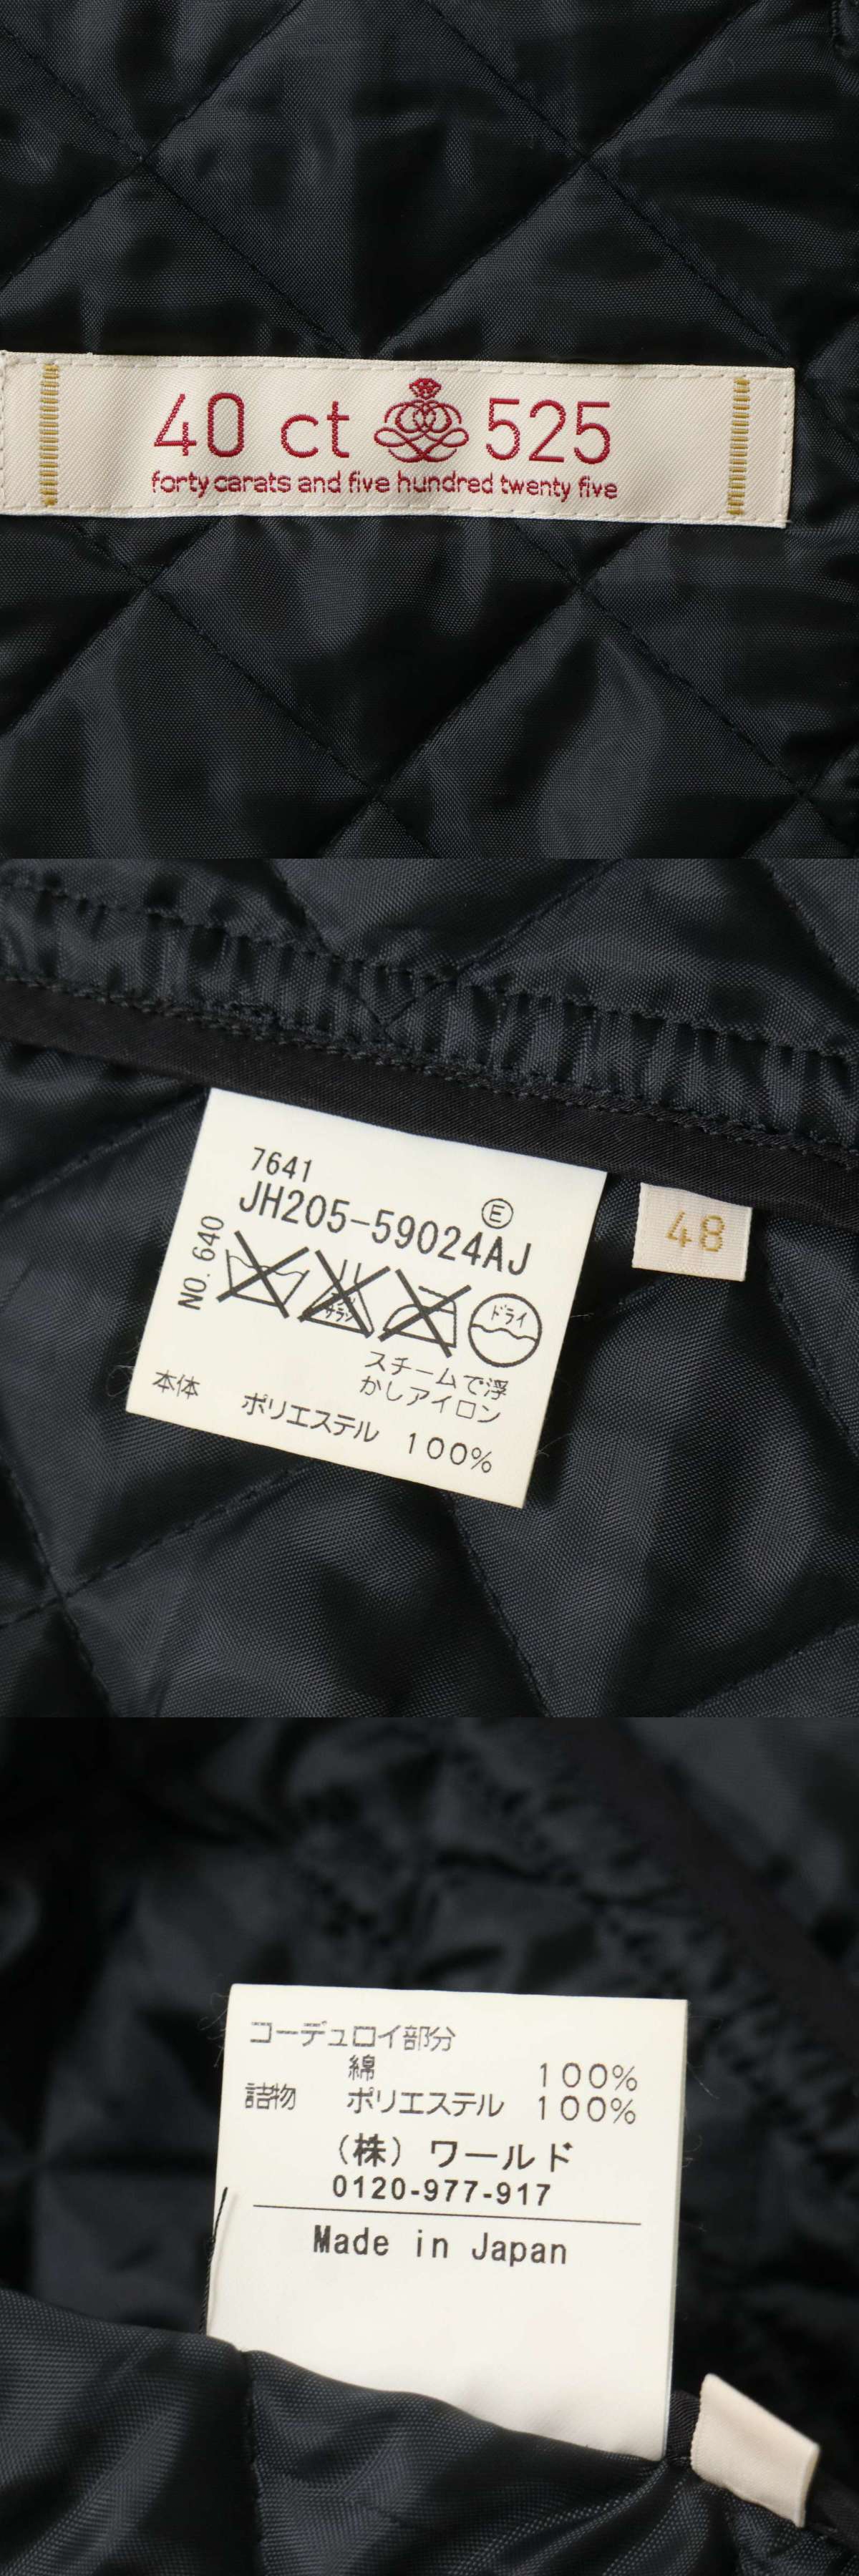 40 ct 525
forty carats and five hundred twenty five
7641
E
JH205-59024AJ
NO. 640
48
ドライ
スチームで浮
かしアイロン
本体 ポリエステル 100%
コーデュロイ部分
綿 100%
詰物 ポリエステル 100%
(株) ワールド
0120-977-917
Made in Japan